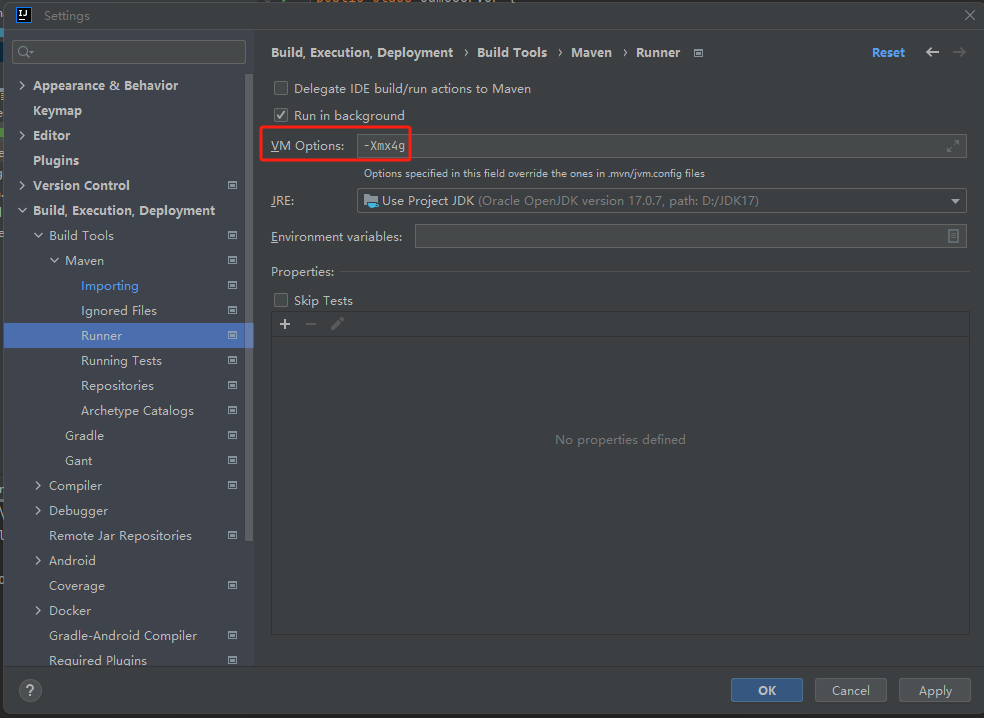 Settings
Appearance & Behavior
Keymap
Editor
Plugins
Version Control
Build, Execution, Deployment
Build Tools
Maven
Importing
Ignored Files
Runner
Running Tests
Repositories
Archetype Catalogs
Gradle
Gant
Compiler
Debugger
Remote Jar Repositories
Android
Coverage
Docker
Gradle-Android Compiler
Required Plugins
Build, Execution, Deployment › Build Tools › Maven › Runner
Reset
Delegate IDE build/run actions to Maven
Run in background
VM Options: -Xmx4g
Options specified in this field override the ones in .mvn/jvm.config files
JRE: Use Project JDK (Oracle OpenJDK version 17.0.7, path: D:/JDK17)
Environment variables:
Properties:
Skip Tests
No properties defined
?
OK
Cancel
Apply